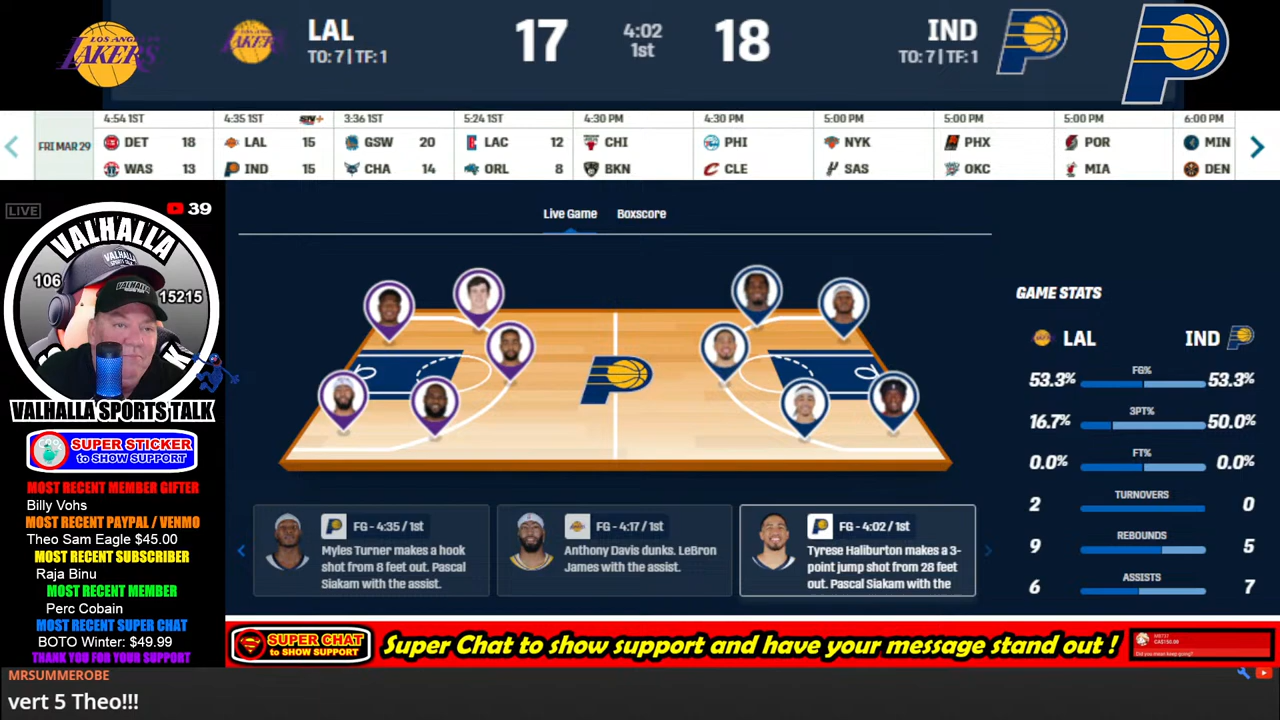 LOS ANGELES LAKERS
LAKERS
LAL
TO: 7 | TF: 1
17
4:02
1st
18
IND
TO: 7 | TF: 1
FRI MAR 29
4:54 1ST
DET 18
WAS 13
4:35 1ST
LAL 15
IND 15
3:36 1ST
GSW 20
CHA 14
5:24 1ST
LAC 12
ORL 8
4:30 PM
CHI
BKN
4:30 PM
PHI
CLE
5:00 PM
NYK
SAS
5:00 PM
PHX
OKC
5:00 PM
POR
MIA
6:00 PM
MIN
DEN
LIVE
39
VALHALLA
106
15215
VALHALLA SPORTS TALK
SUPER STICKER
to SHOW SUPPORT
MOST RECENT MEMBER GIFTER
Billy Vohs
MOST RECENT PAYPAL / VENMO
Theo Sam Eagle $45.00
MOST RECENT SUBSCRIBER
Raja Binu
MOST RECENT MEMBER
Perc Cobain
MOST RECENT SUPER CHAT
BOTO Winter: $49.99
THANK YOU FOR YOUR SUPPORT
Live Game
Boxscore
GAME STATS
LAL
IND
53.3% FG% 53.3%
16.7% 3PT% 50.0%
0.0% FT% 0.0%
2 TURNOVERS 0
9 REBOUNDS 5
6 ASSISTS 7
FG - 4:35 / 1st
Myles Turner makes a hook
shot from 8 feet out. Pascal
Siakam with the assist.
FG - 4:17 / 1st
Anthony Davis dunks. LeBron
James with the assist.
FG - 4:02 / 1st
Tyrese Haliburton makes a 3-
point jump shot from 28 feet
out. Pascal Siakam with the
SUPER CHAT
to SHOW SUPPORT
Super Chat to show support and have your message stand out !
MRSUMMEROBE
vert 5 Theo!!!